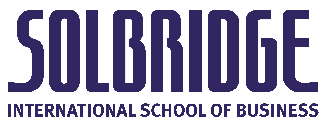 SOLBRIDGE
INTERNATIONAL SCHOOL OF BUSINESS